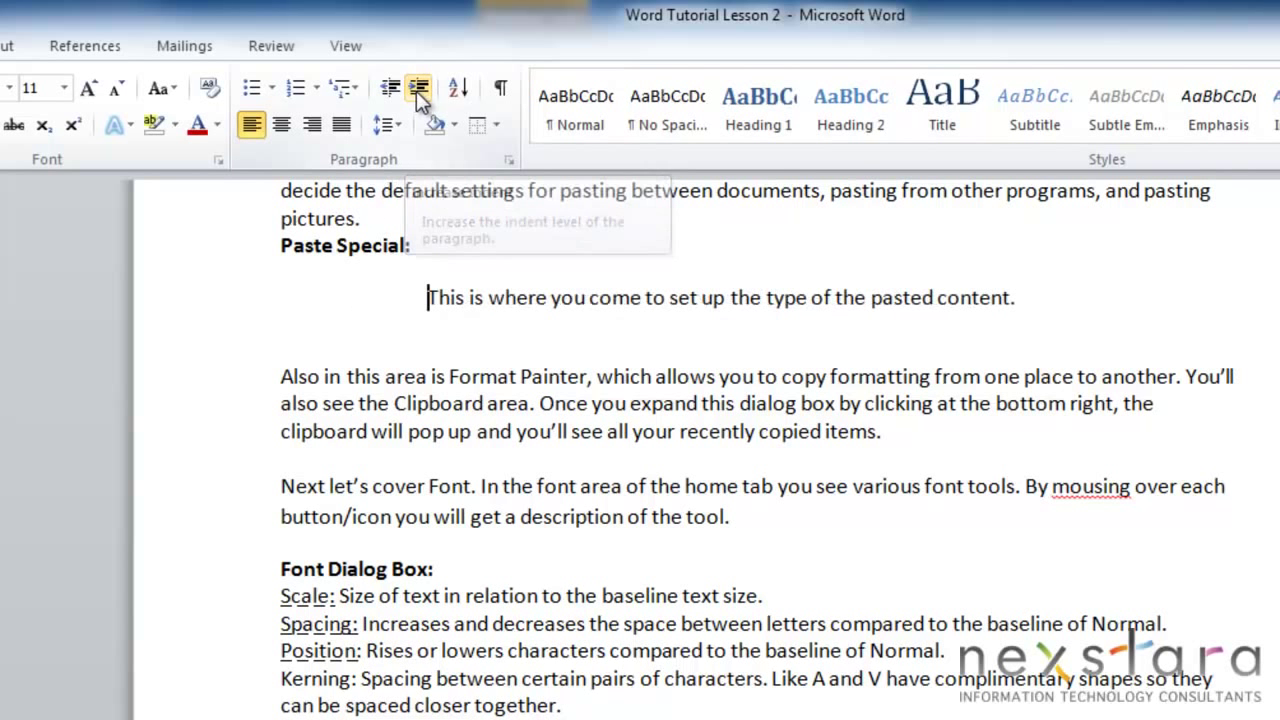 Word Tutorial Lesson 2 - Microsoft Word
References Mailings Review View
11 Aa
abc x₂ x² A A
Font Paragraph Styles
AaBbCcDc AaBbCcDc AaBbC AaBbCc AaB AaBbCc. AaBbCcDc AaBbCcDc
¶ Normal ¶ No Spaci... Heading 1 Heading 2 Title Subtitle Subtle Em... Emphasis
decide the default settings for pasting between documents, pasting from other programs, and pasting
pictures.
Increase the indent level of the
paragraph.
Paste Special:
This is where you come to set up the type of the pasted content.
Also in this area is Format Painter, which allows you to copy formatting from one place to another. You’ll
also see the Clipboard area. Once you expand this dialog box by clicking at the bottom right, the
clipboard will pop up and you’ll see all your recently copied items.
Next let’s cover Font. In the font area of the home tab you see various font tools. By mousing over each
button/icon you will get a description of the tool.
Font Dialog Box:
Scale: Size of text in relation to the baseline text size.
Spacing: Increases and decreases the space between letters compared to the baseline of Normal.
Position: Rises or lowers characters compared to the baseline of Normal.
Kerning: Spacing between certain pairs of characters. Like A and V have complimentary shapes so they
can be spaced closer together.
nexstara
INFORMATION TECHNOLOGY CONSULTANTS